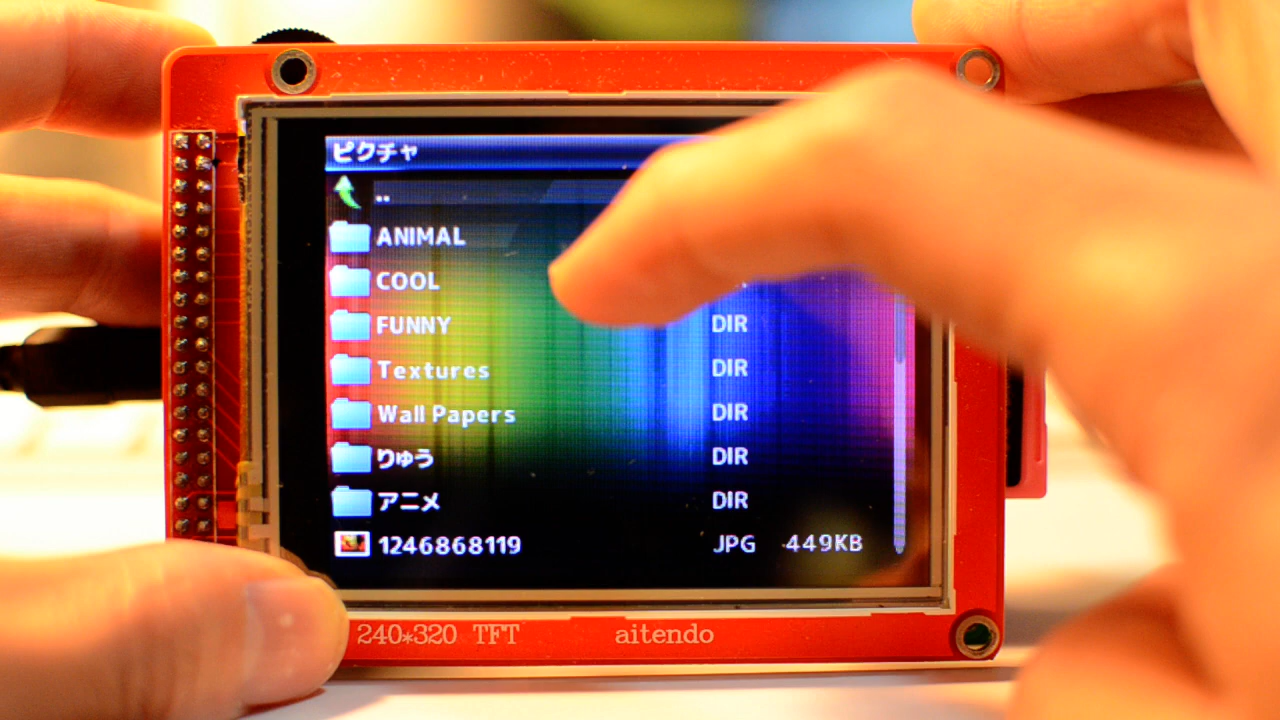 ピクチャ
..
ANIMAL
COOL
FUNNY DIR
Textures DIR
Wall Papers DIR
りゅう DIR
アニメ DIR
1246868119 JPG 449KB
240*320 TFT aitendo